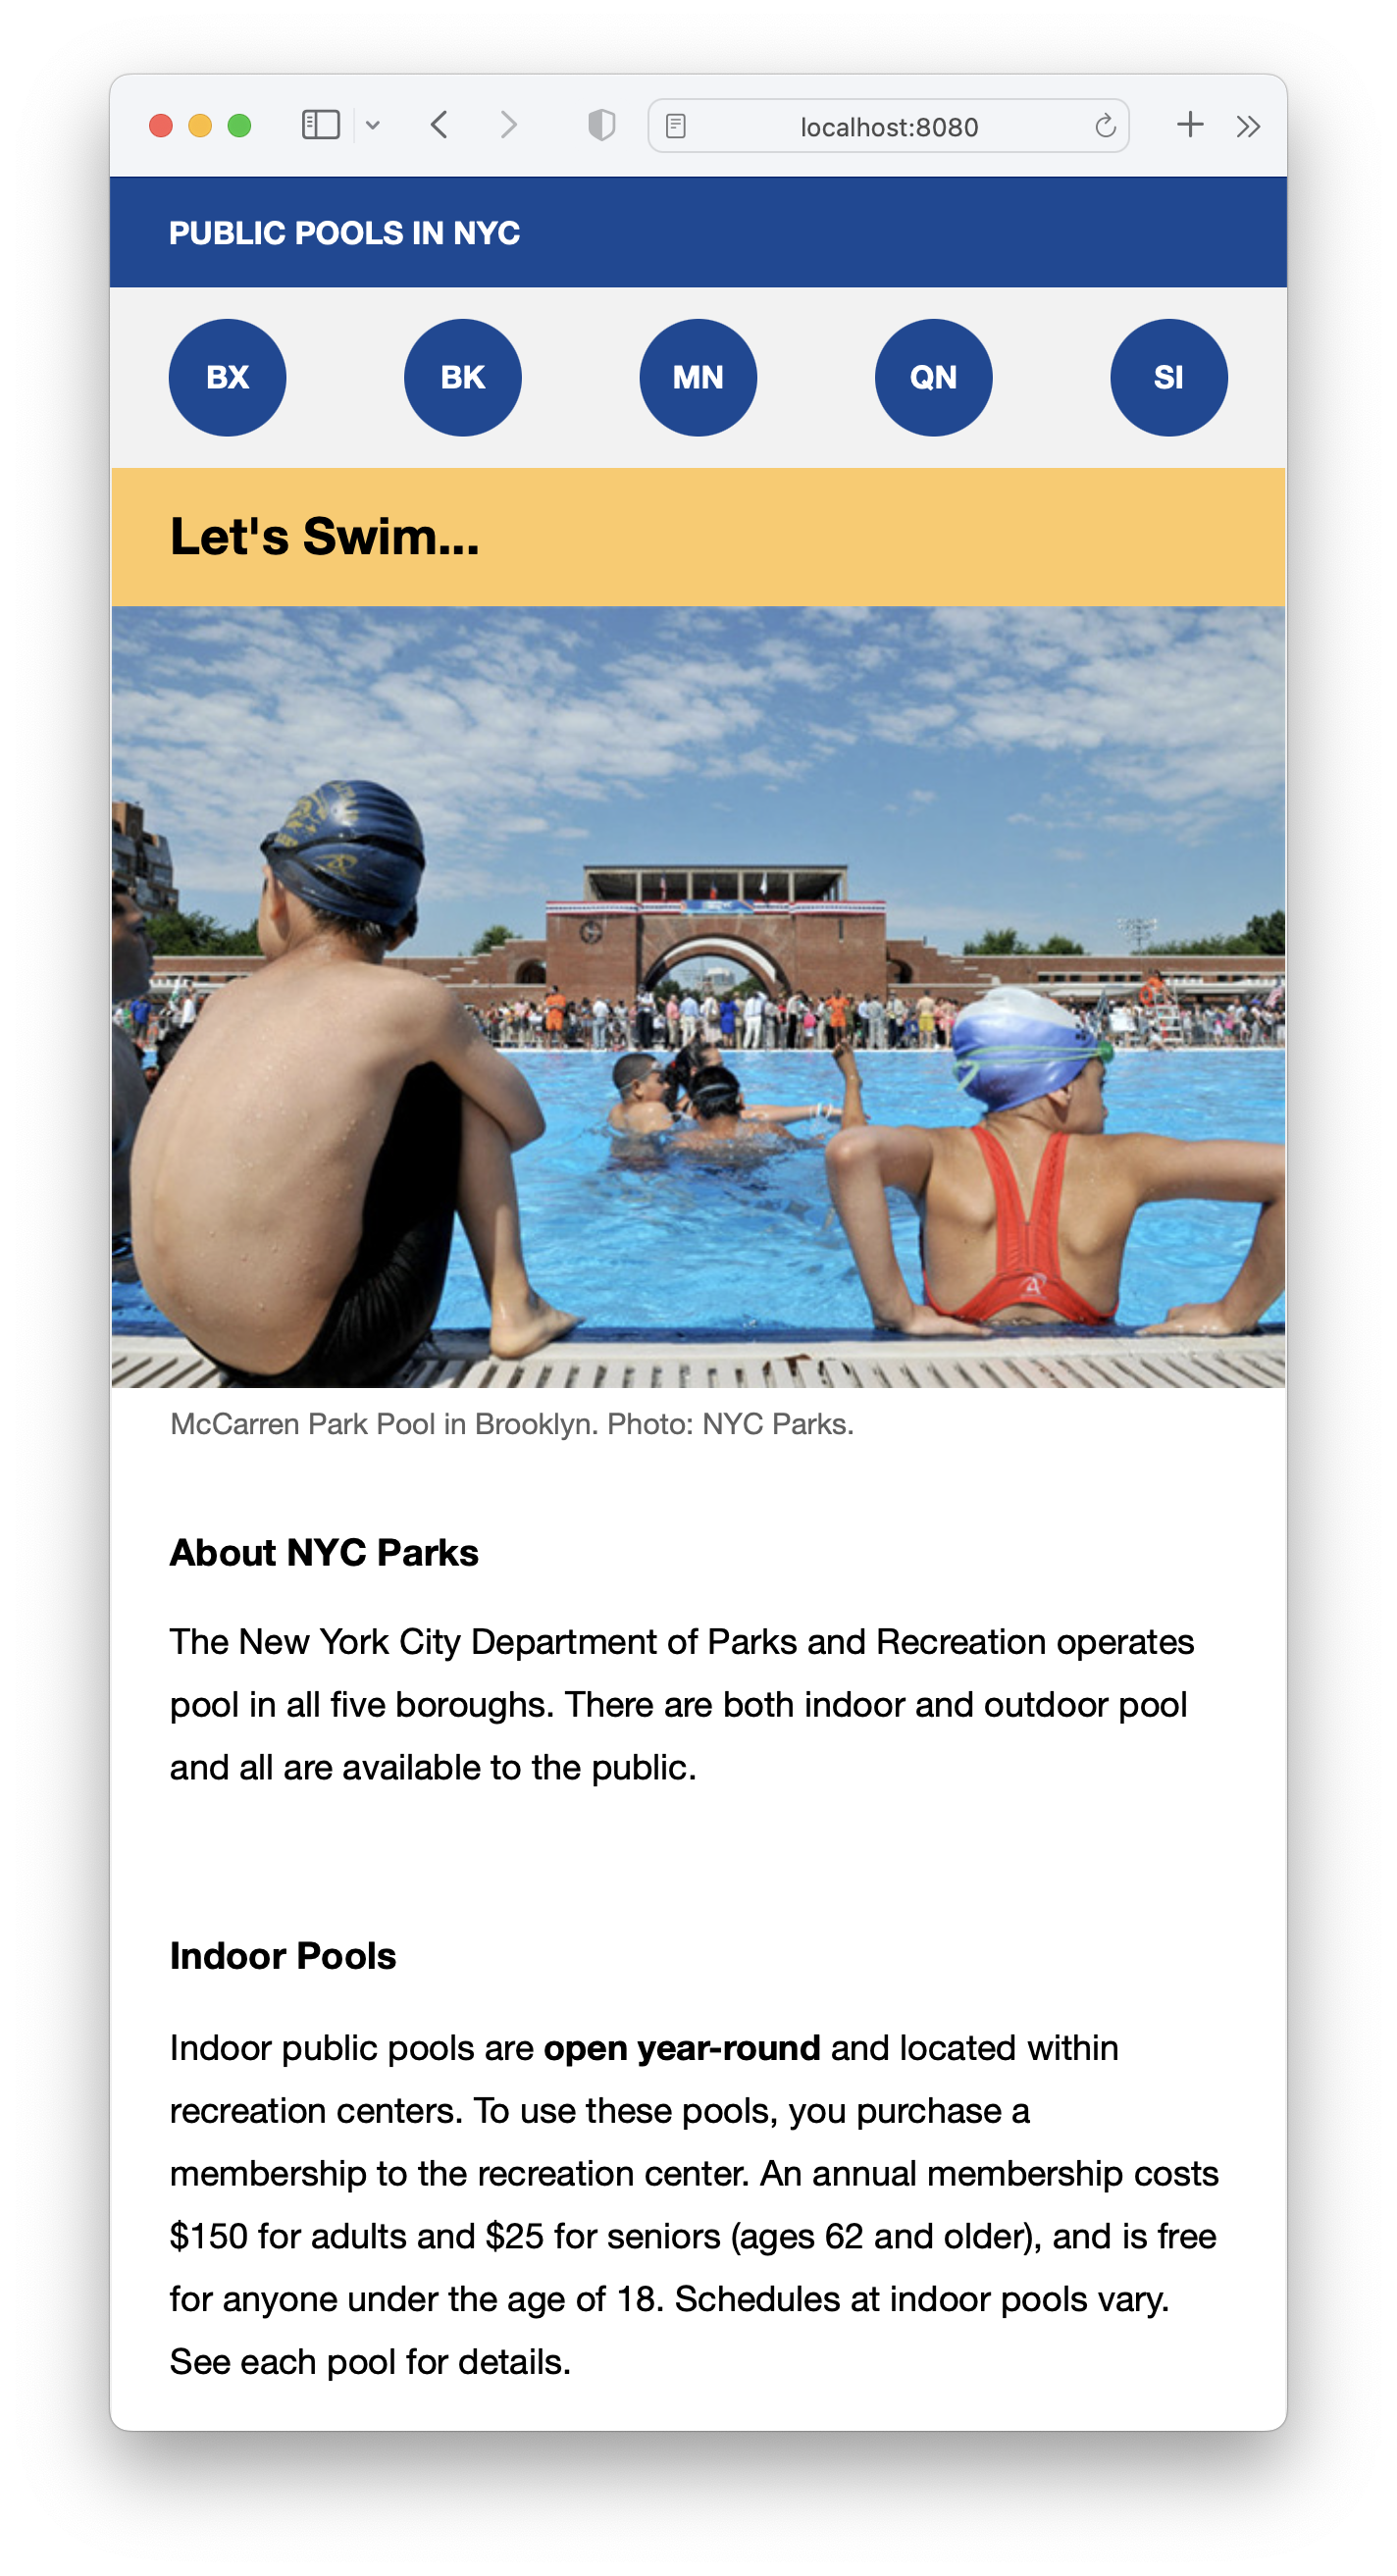 localhost:8080
PUBLIC POOLS IN NYC
BX BK MN QN SI
Let's Swim...
McCarren Park Pool in Brooklyn. Photo: NYC Parks.
About NYC Parks
The New York City Department of Parks and Recreation operates
pool in all five boroughs. There are both indoor and outdoor pool
and all are available to the public.
Indoor Pools
Indoor public pools are open year-round and located within
recreation centers. To use these pools, you purchase a
membership to the recreation center. An annual membership costs
$150 for adults and $25 for seniors (ages 62 and older), and is free
for anyone under the age of 18. Schedules at indoor pools vary.
See each pool for details.